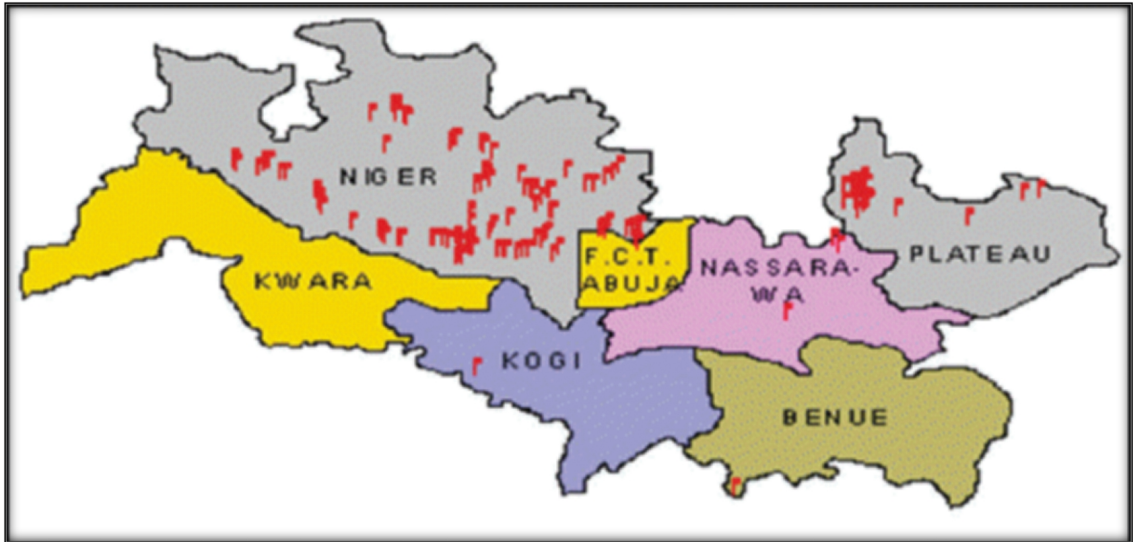 NIGER
F.C.T.
ABUJA
KWARA
NASSARA-
WA
PLATEAU
KOGI
BENUE